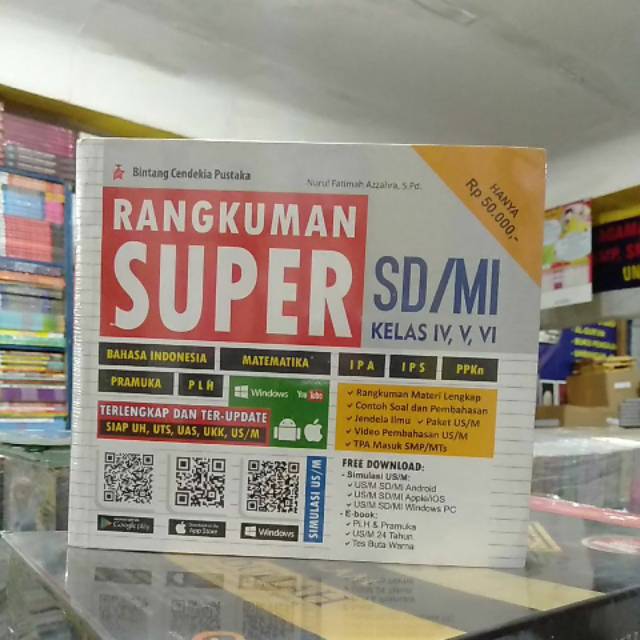 Bintang Cendekia Pustaka
Nurul Fatimah Azzahra, S.Pd.
HANYA
Rp 50.000,-
RANGKUMAN
SUPER
SD/MI
KELAS IV, V, VI
BAHASA INDONESIA
MATEMATIKA
IPA
IPS
PPKn
PRAMUKA
PLH
Windows
YouTube
TERLENGKAP DAN TER-UPDATE
SIAP UH, UTS, UAS, UKK, US/M
Rangkuman Materi Lengkap
Contoh Soal dan Pembahasan
Jendela Ilmu
Paket US/M
Video Pembahasan US/M
TPA Masuk SMP/MTs
SIMULASI US/M
Google play
App Store
Windows
FREE DOWNLOAD:
- Simulasi US/M:
US/M SD/MI Android
US/M SD/MI Apple/iOS
US/M SD/MI Windows PC
- E-book:
PLH & Pramuka
US/M 24 Tahun
Tes Buta Warna